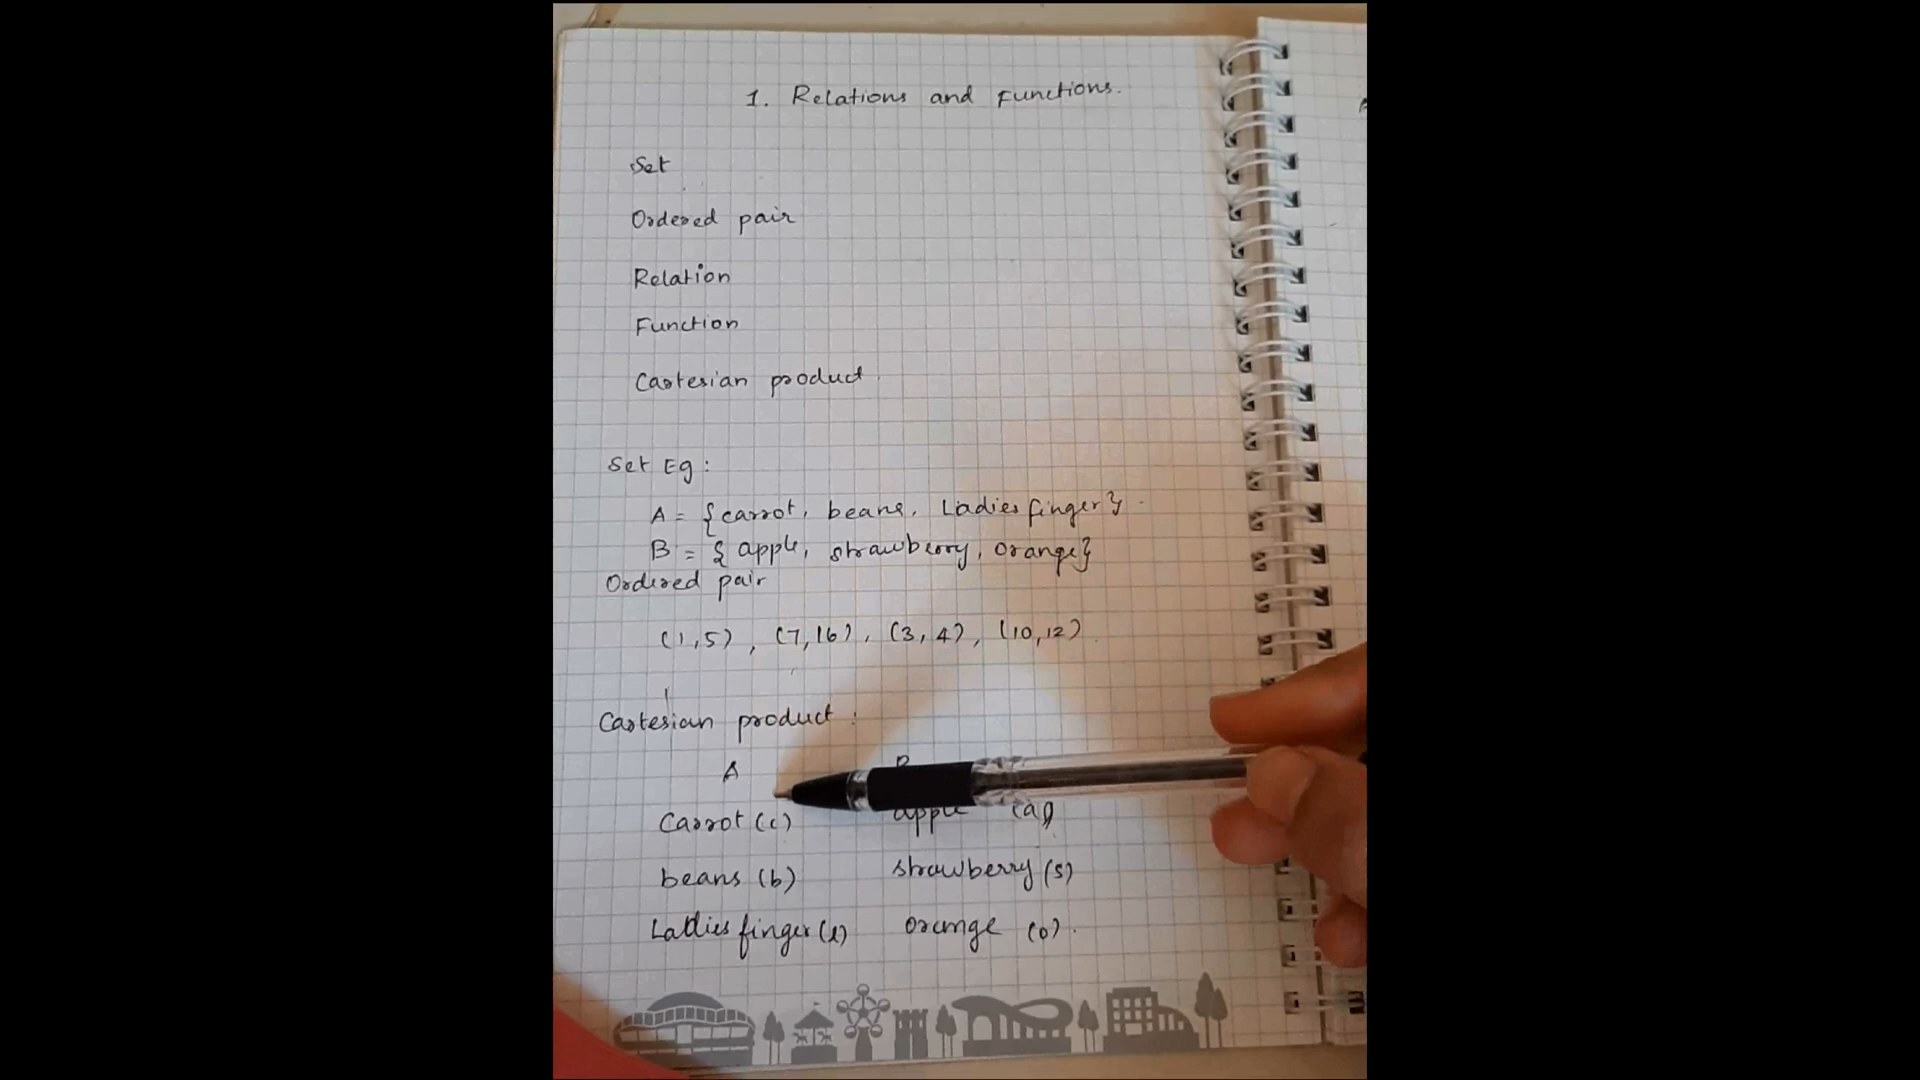 1. Relations and Functions.
Set
Ordered pair
Relation
Function
Cartesian product
Set Eg:
A = {carrot, beans, Ladies finger}
B = {apple, strawberry, orange}
Ordered pair
(1,5), (7,16), (3,4), (10,12)
Cartesian product:
A B
Carrot (c) apple (a)
beans (b) strawberry (s)
Ladies finger (l) orange (o).